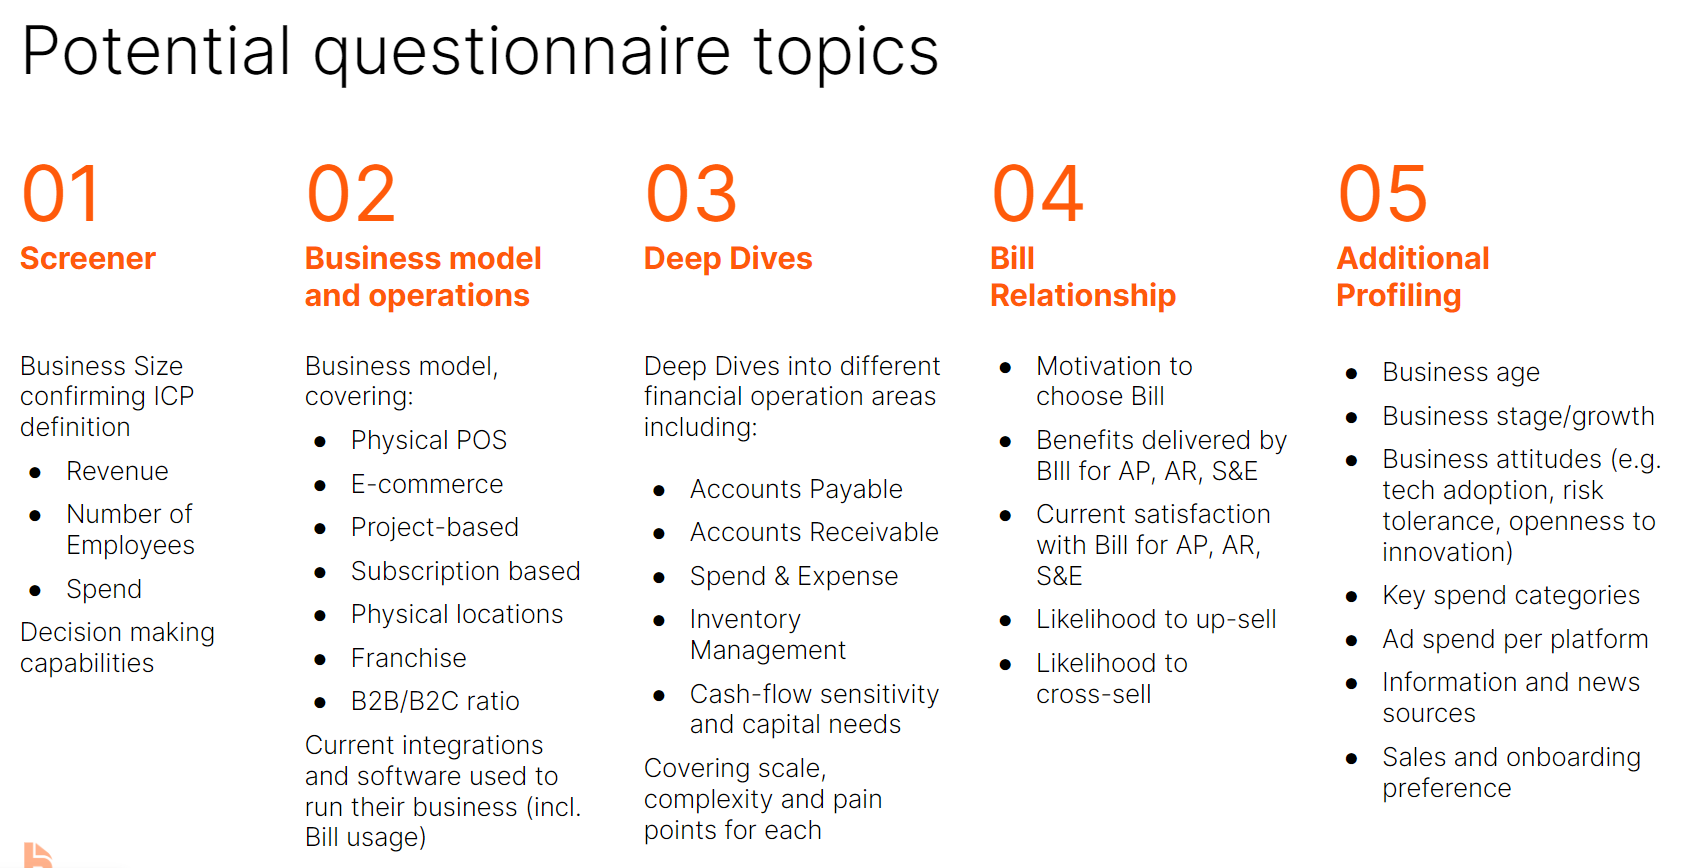 Potential questionnaire topics
01
Screener
Business Size
confirming ICP
definition
● Revenue
● Number of
Employees
● Spend
Decision making
capabilities
02
Business model
and operations
Business model,
covering:
● Physical POS
● E-commerce
● Project-based
● Subscription based
● Physical locations
● Franchise
● B2B/B2C ratio
Current integrations
and software used to
run their business (incl.
Bill usage)
03
Deep Dives
Deep Dives into different
financial operation areas
including:
● Accounts Payable
● Accounts Receivable
● Spend & Expense
● Inventory
Management
● Cash-flow sensitivity
and capital needs
Covering scale,
complexity and pain
points for each
04
Bill
Relationship
● Motivation to
choose Bill
● Benefits delivered by
BIll for AP, AR, S&E
● Current satisfaction
with Bill for AP, AR,
S&E
● Likelihood to up-sell
● Likelihood to
cross-sell
05
Additional
Profiling
● Business age
● Business stage/growth
● Business attitudes (e.g.
tech adoption, risk
tolerance, openness to
innovation)
● Key spend categories
● Ad spend per platform
● Information and news
sources
● Sales and onboarding
preference